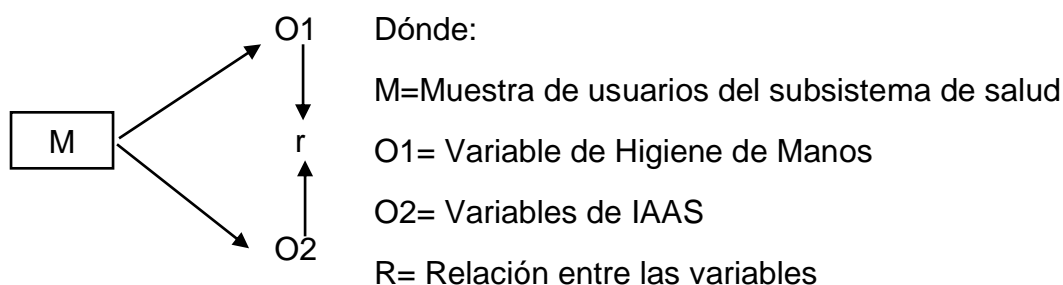 O1
M
r
O2
Dónde:
M=Muestra de usuarios del subsistema de salud
O1= Variable de Higiene de Manos
O2= Variables de IAAS
R= Relación entre las variables